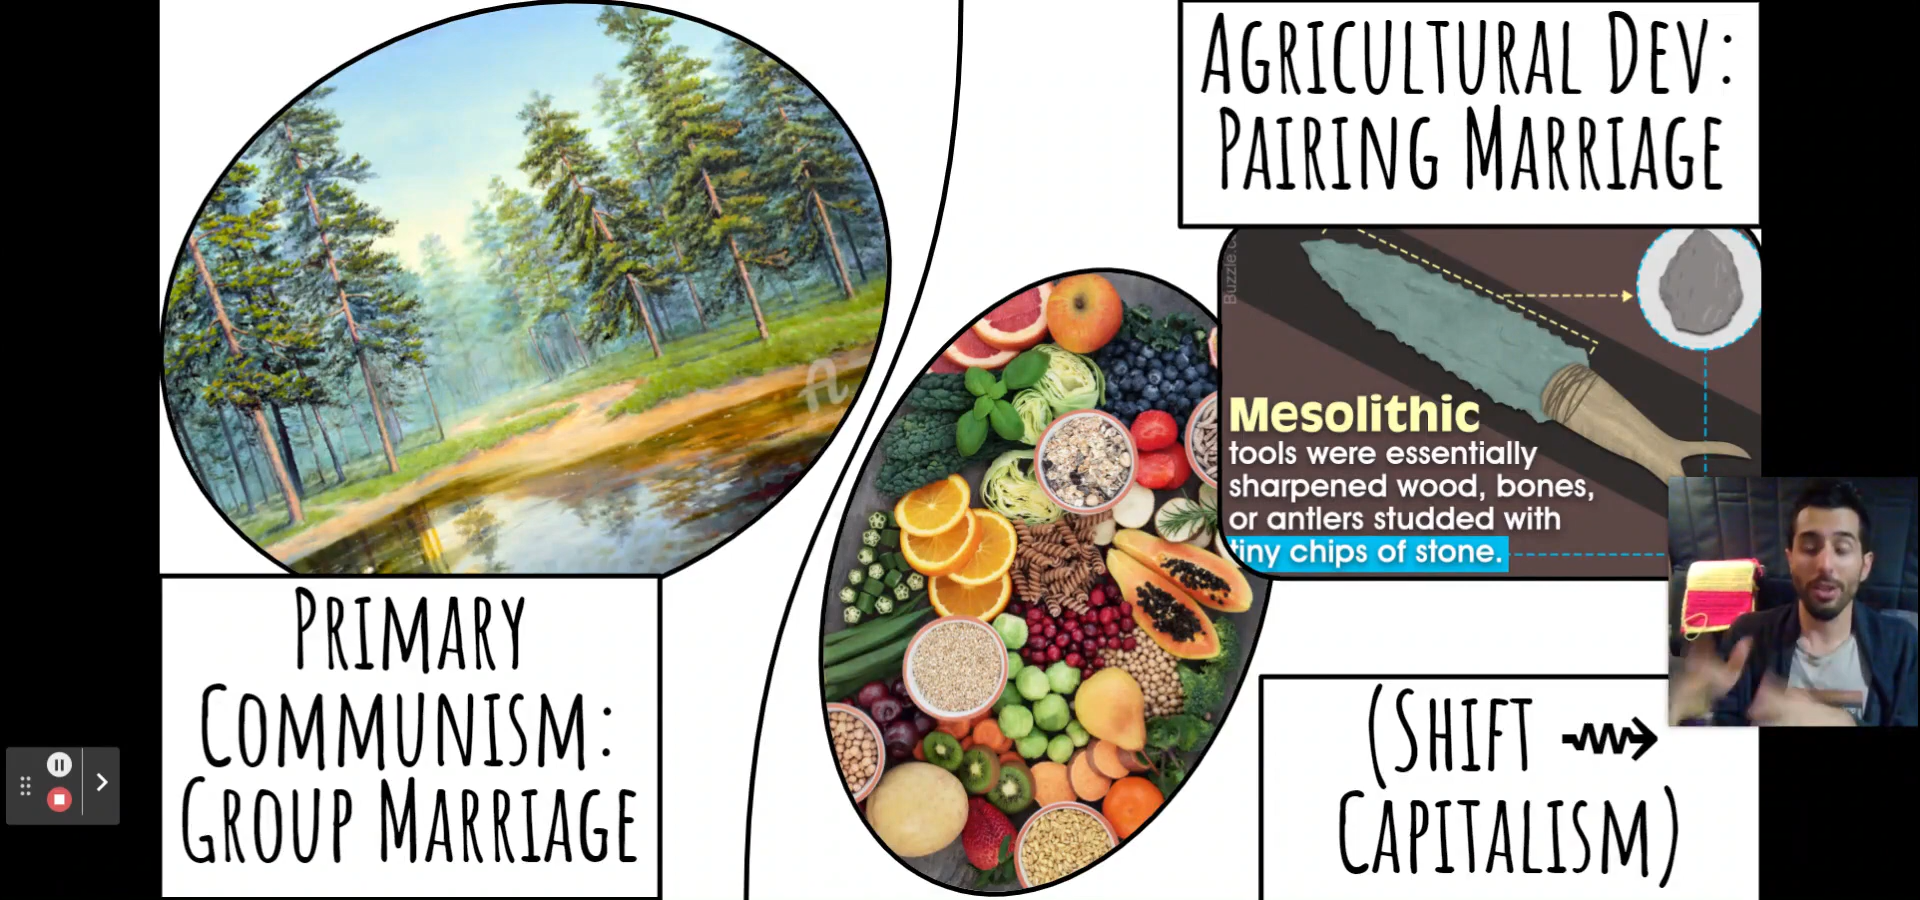 AGRICULTURAL DEV:
PAIRING MARRIAGE
Mesolithic
tools were essentially
sharpened wood, bones,
or antlers studded with
tiny chips of stone.
PRIMARY
COMMUNISM:
GROUP MARRIAGE
(SHIFT
CAPITALISM)